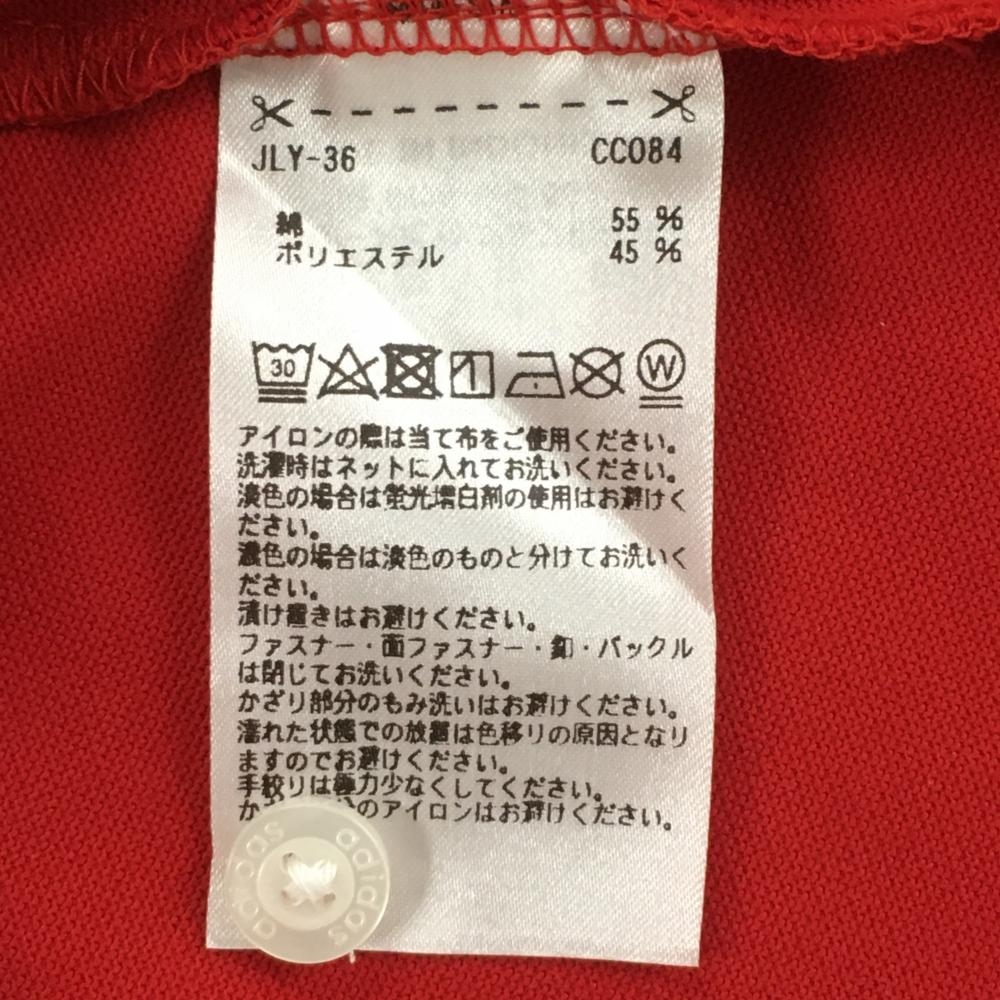 JLY-36 CC084
綿 55 %
ポリエステル 45 %
30 W
アイロンの際は当て布をご使用ください。
洗濯時はネットに入れてお洗いください。
淡色の場合は蛍光増白剤の使用はお避けく
ださい。
濃色の場合は淡色のものと分けてお洗いく
ださい。
漬け置きはお避けください。
ファスナー・面ファスナー・釦・バックル
は閉じてお洗いください。
かざり部分のもみ洗いはお避けください。
濡れた状態での放置は色移りの原因となり
ますのでお避けください。
手絞りは極力少なくしてください。
かざ 分のアイロンはお避けください。
adidas adidas